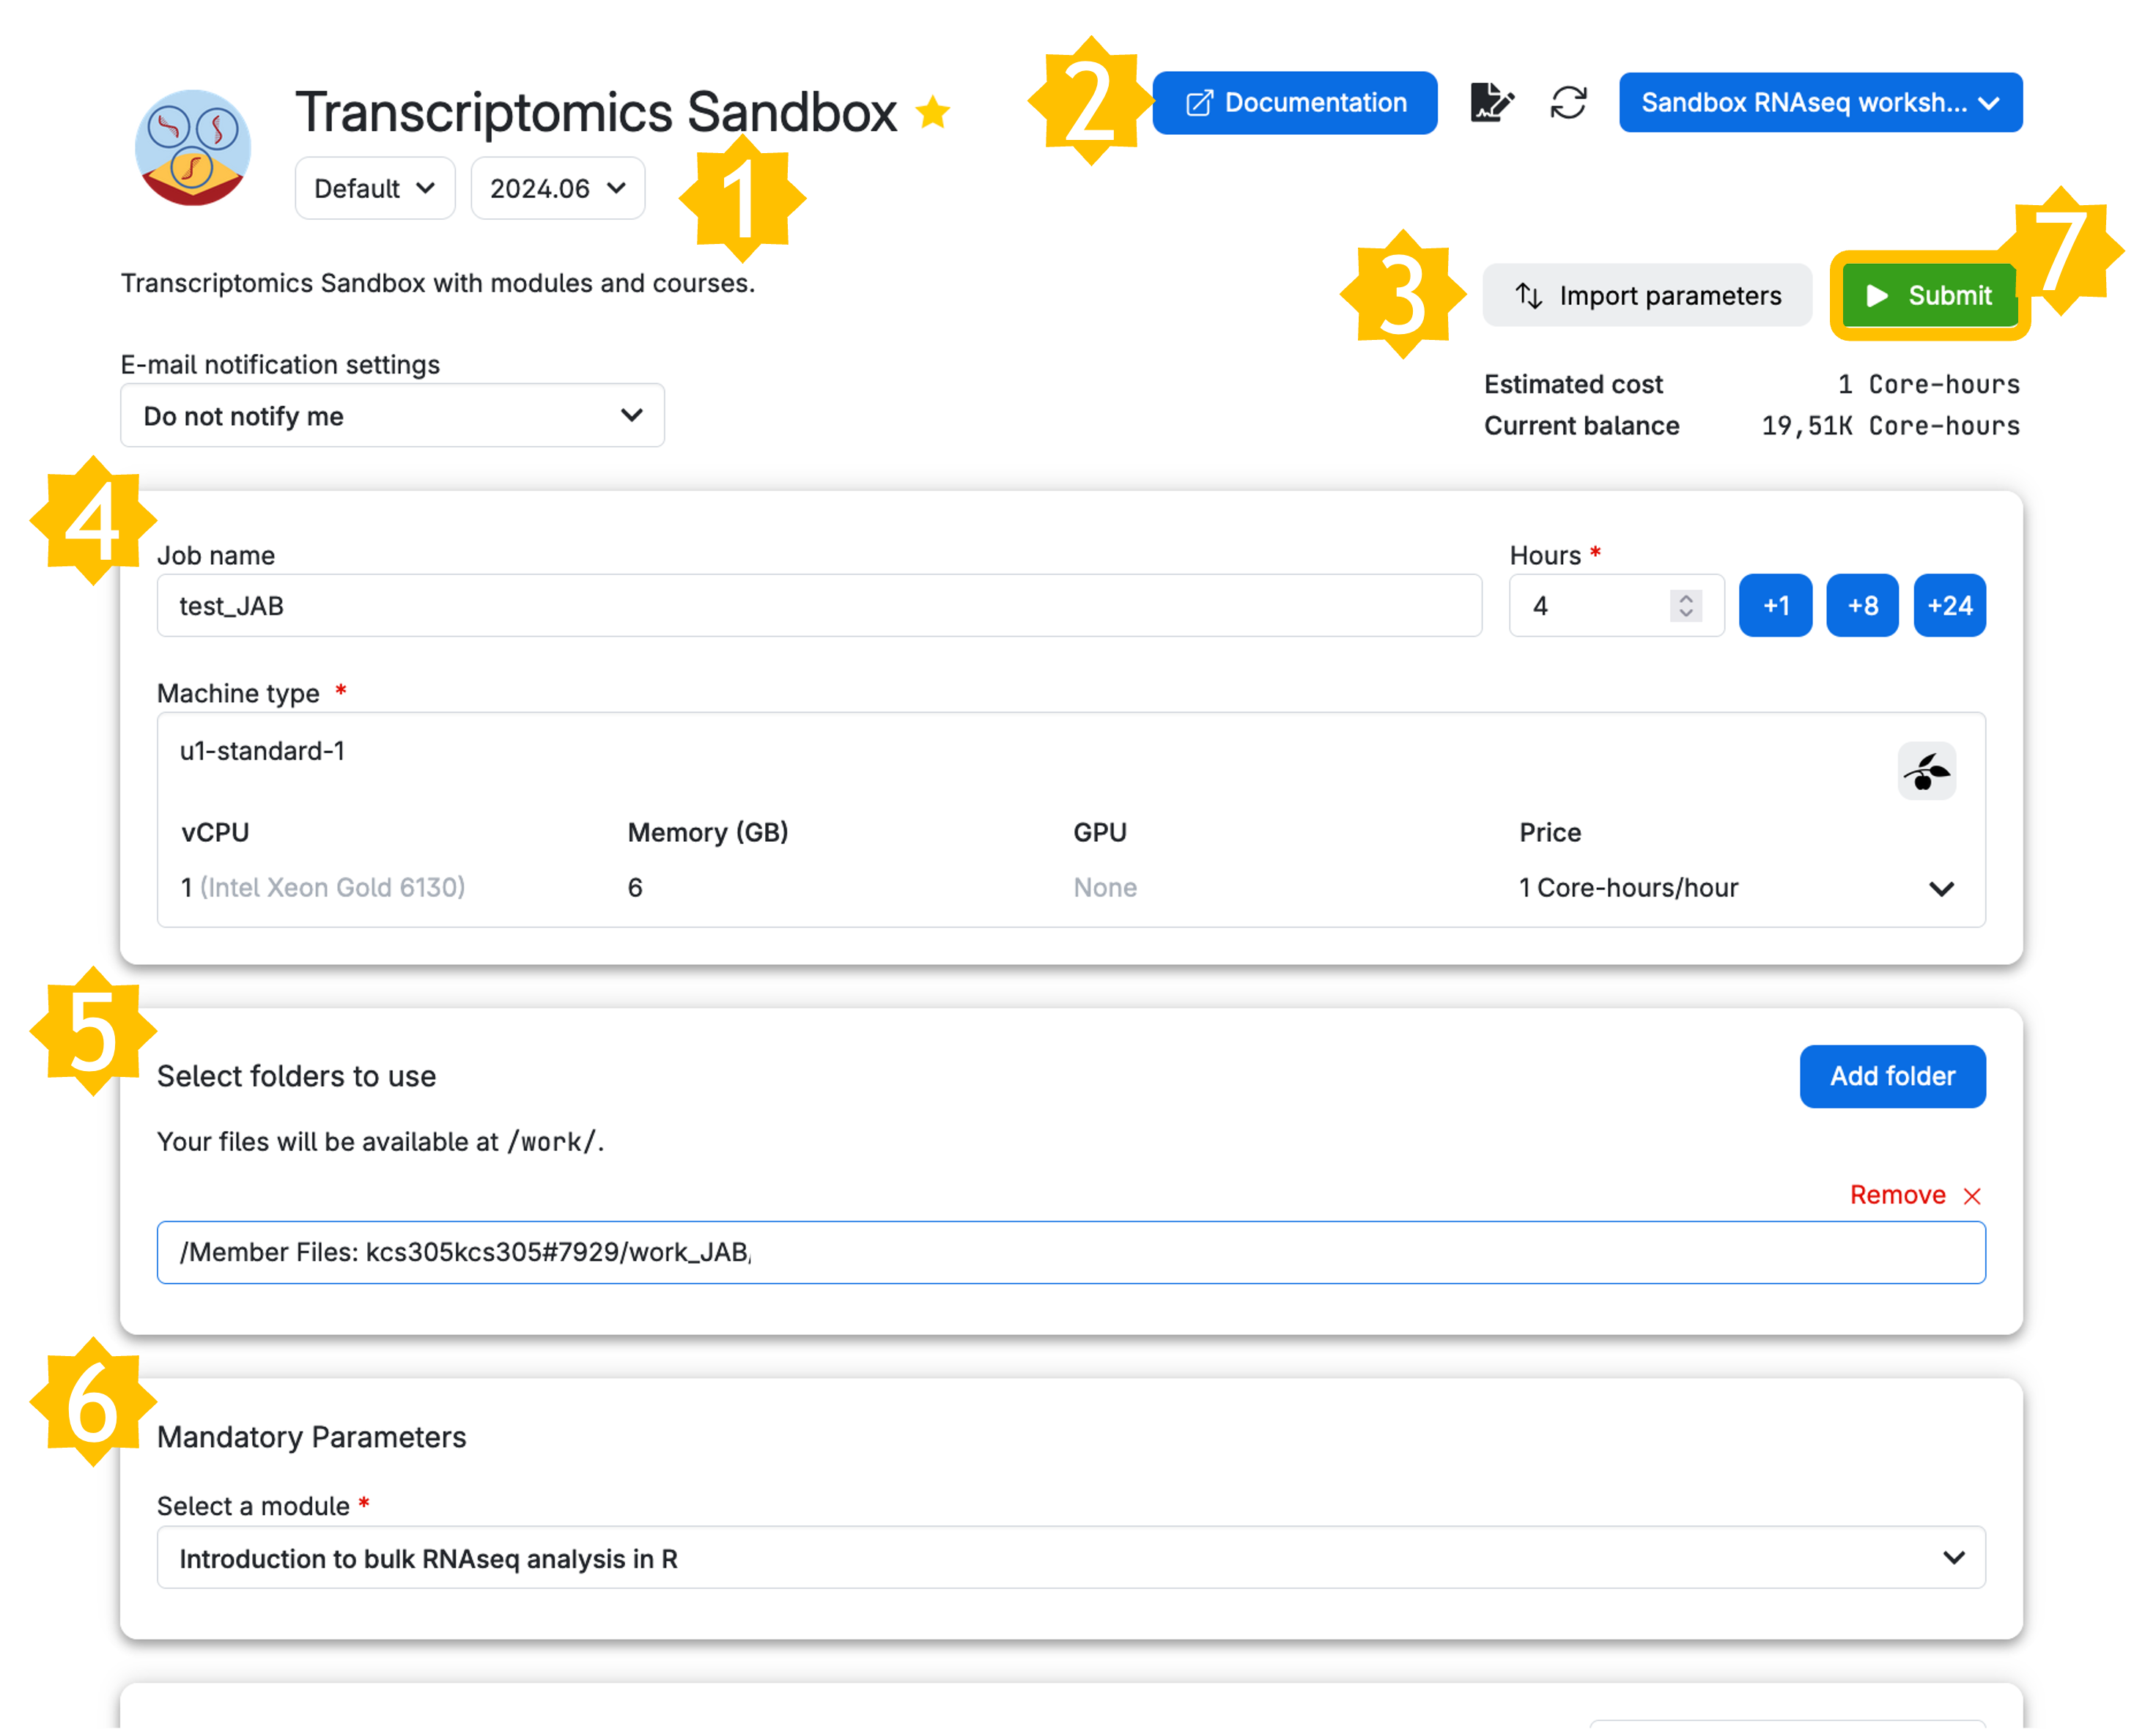 Transcriptomics Sandbox
2
Documentation
Sandbox RNAseq worksh...
Default
2024.06
1
Transcriptomics Sandbox with modules and courses.
3
Import parameters
Submit
7
E-mail notification settings
Do not notify me
Estimated cost 1 Core-hours
Current balance 19,51K Core-hours
4
Job name
Hours *
test_JAB
4
+1
+8
+24
Machine type *
u1-standard-1
vCPU Memory (GB) GPU Price
1 (Intel Xeon Gold 6130) 6 None 1 Core-hours/hour
5
Select folders to use
Add folder
Your files will be available at /work/.
Remove ×
/Member Files: kcs305kcs305#7929/work_JAB/
6
Mandatory Parameters
Select a module *
Introduction to bulk RNAseq analysis in R